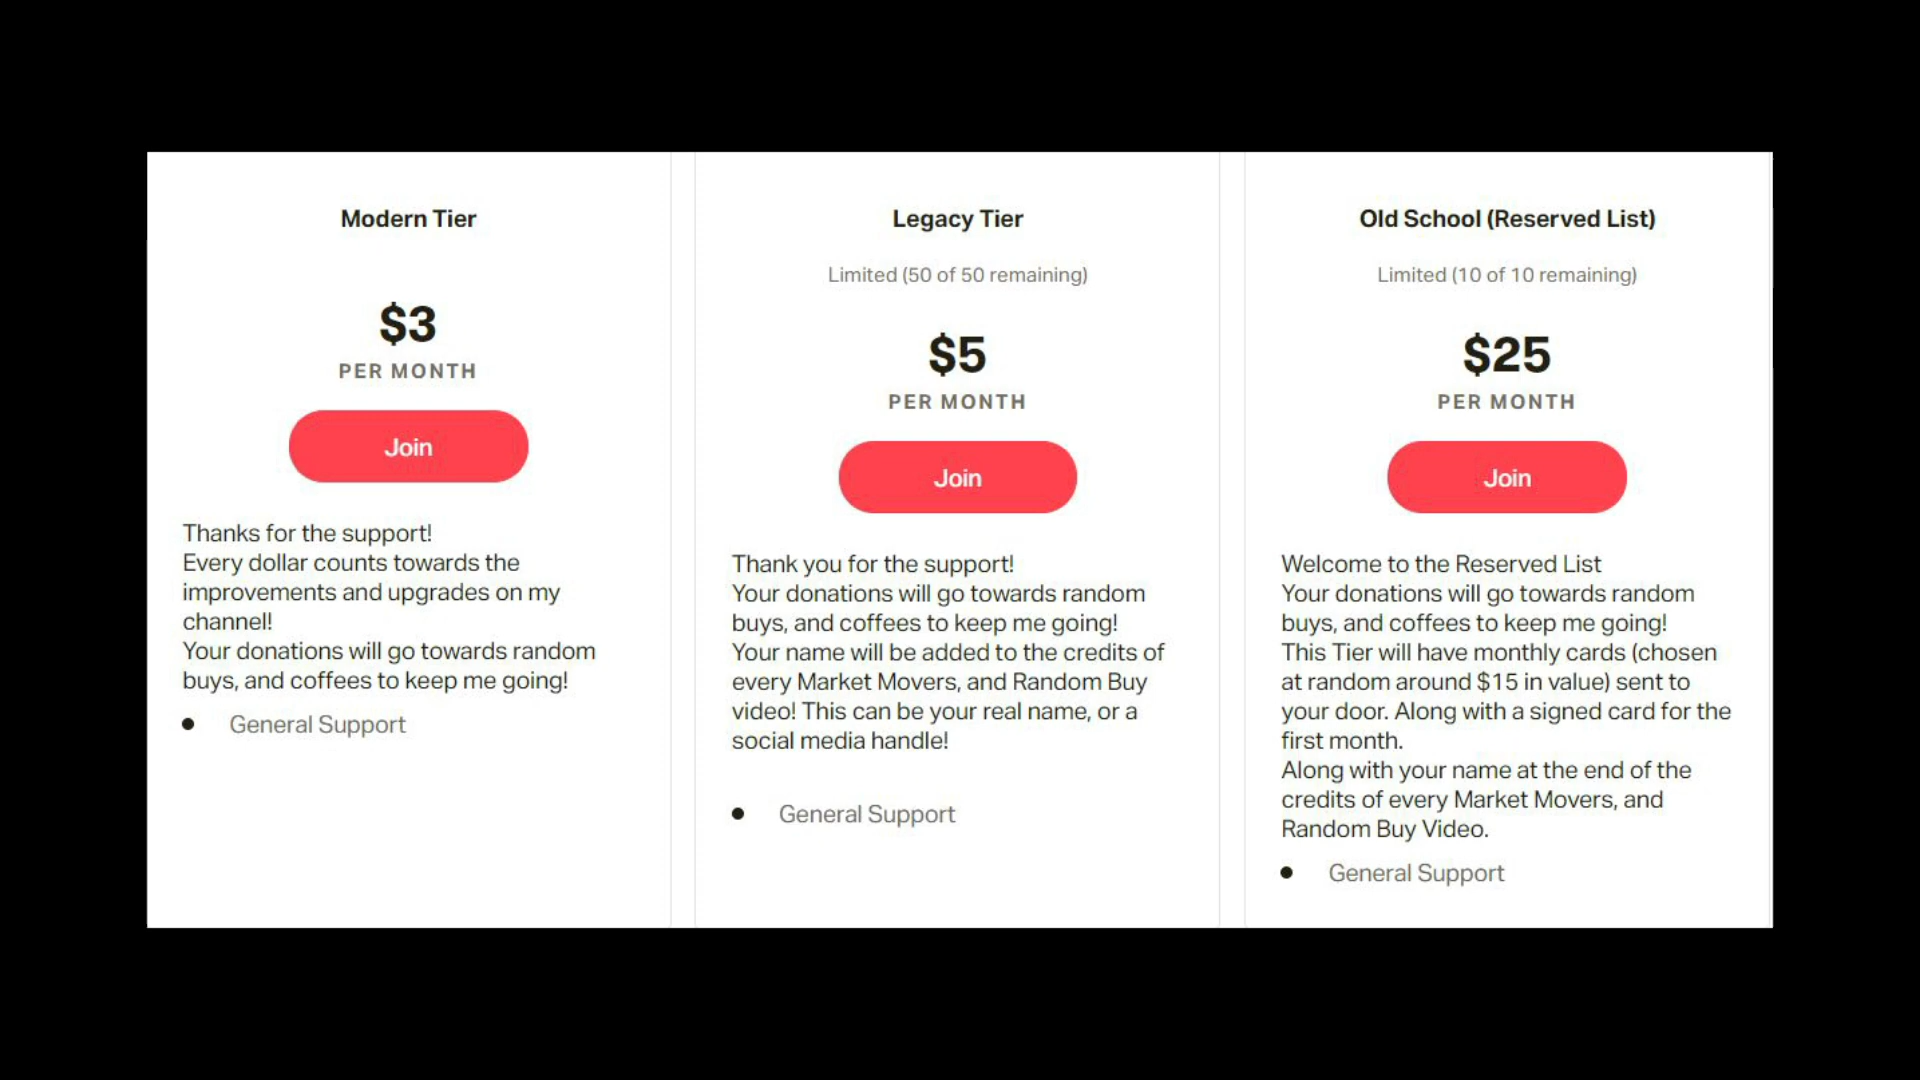 Modern Tier
$3
PER MONTH
Join
Thanks for the support!
Every dollar counts towards the
improvements and upgrades on my
channel!
Your donations will go towards random
buys, and coffees to keep me going!
General Support
Legacy Tier
Limited (50 of 50 remaining)
$5
PER MONTH
Join
Thank you for the support!
Your donations will go towards random
buys, and coffees to keep me going!
Your name will be added to the credits of
every Market Movers, and Random Buy
video! This can be your real name, or a
social media handle!
General Support
Old School (Reserved List)
Limited (10 of 10 remaining)
$25
PER MONTH
Join
Welcome to the Reserved List
Your donations will go towards random
buys, and coffees to keep me going!
This Tier will have monthly cards (chosen
at random around $15 in value) sent to
your door. Along with a signed card for the
first month.
Along with your name at the end of the
credits of every Market Movers, and
Random Buy Video.
General Support